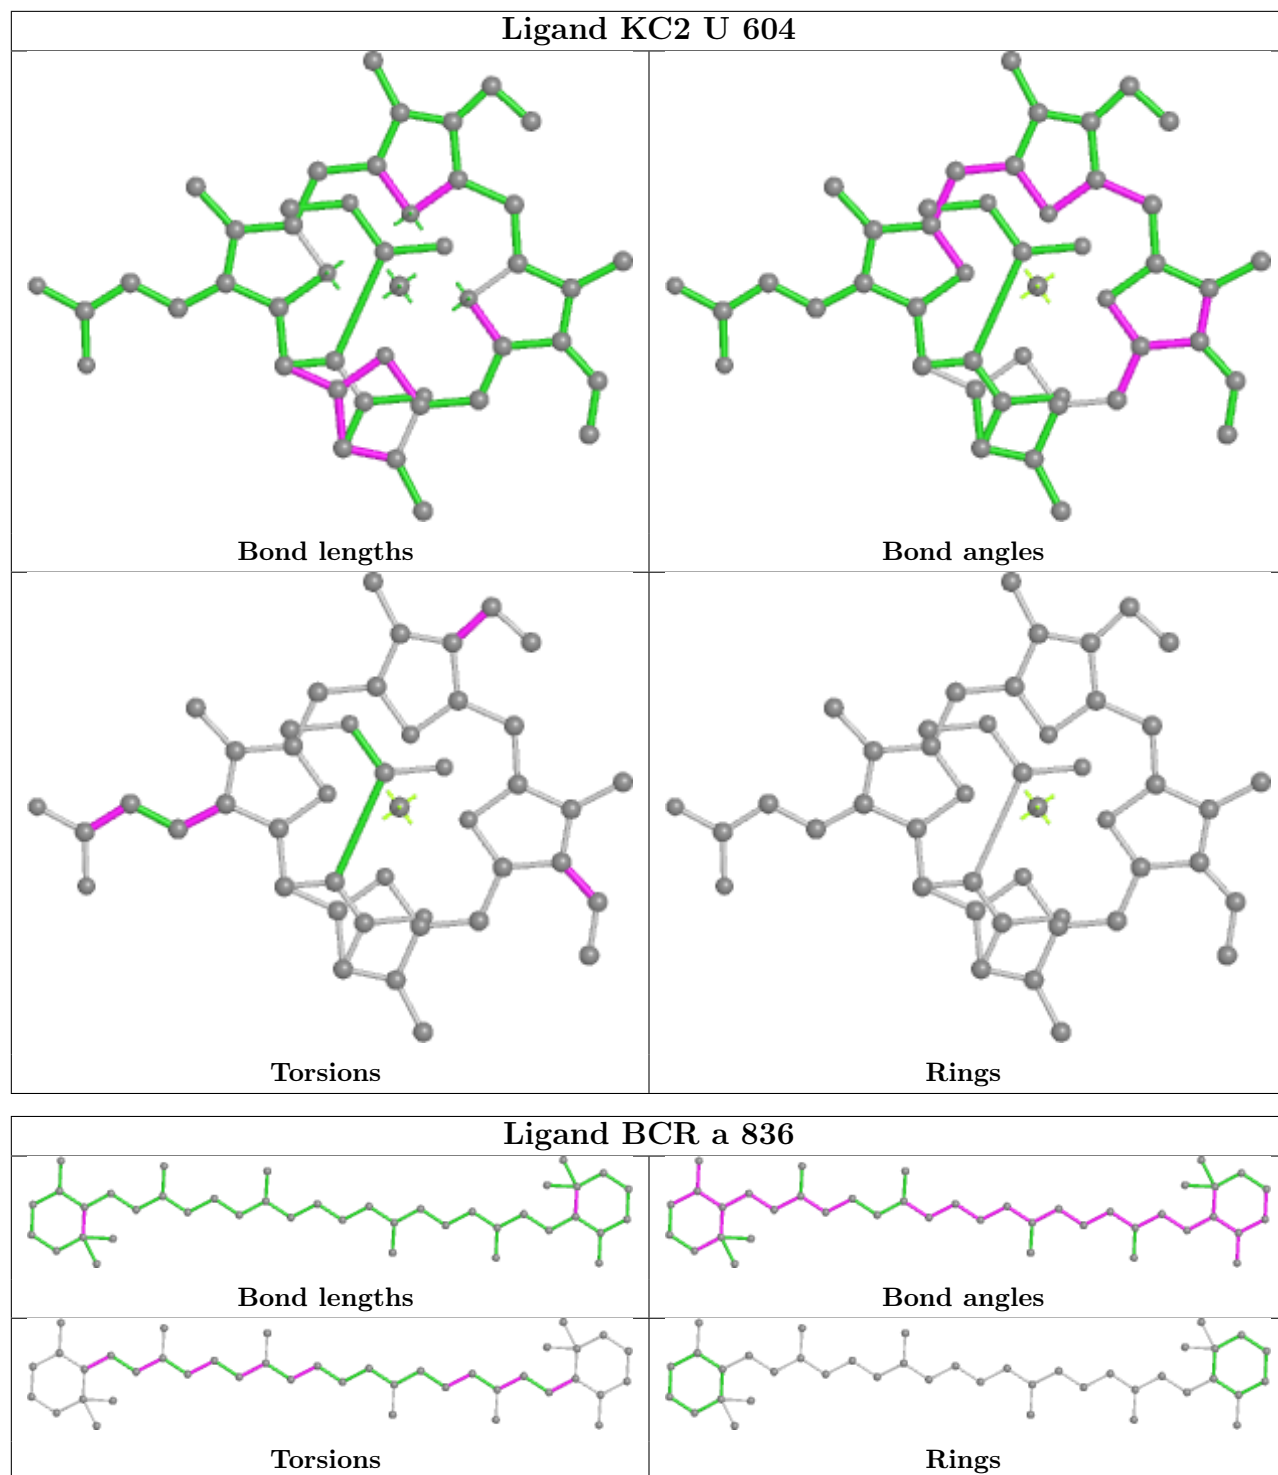 Ligand KC2 U 604
Bond lengths
Bond angles
Torsions
Rings
Ligand BCR a 836
Bond lengths
Bond angles
Torsions
Rings